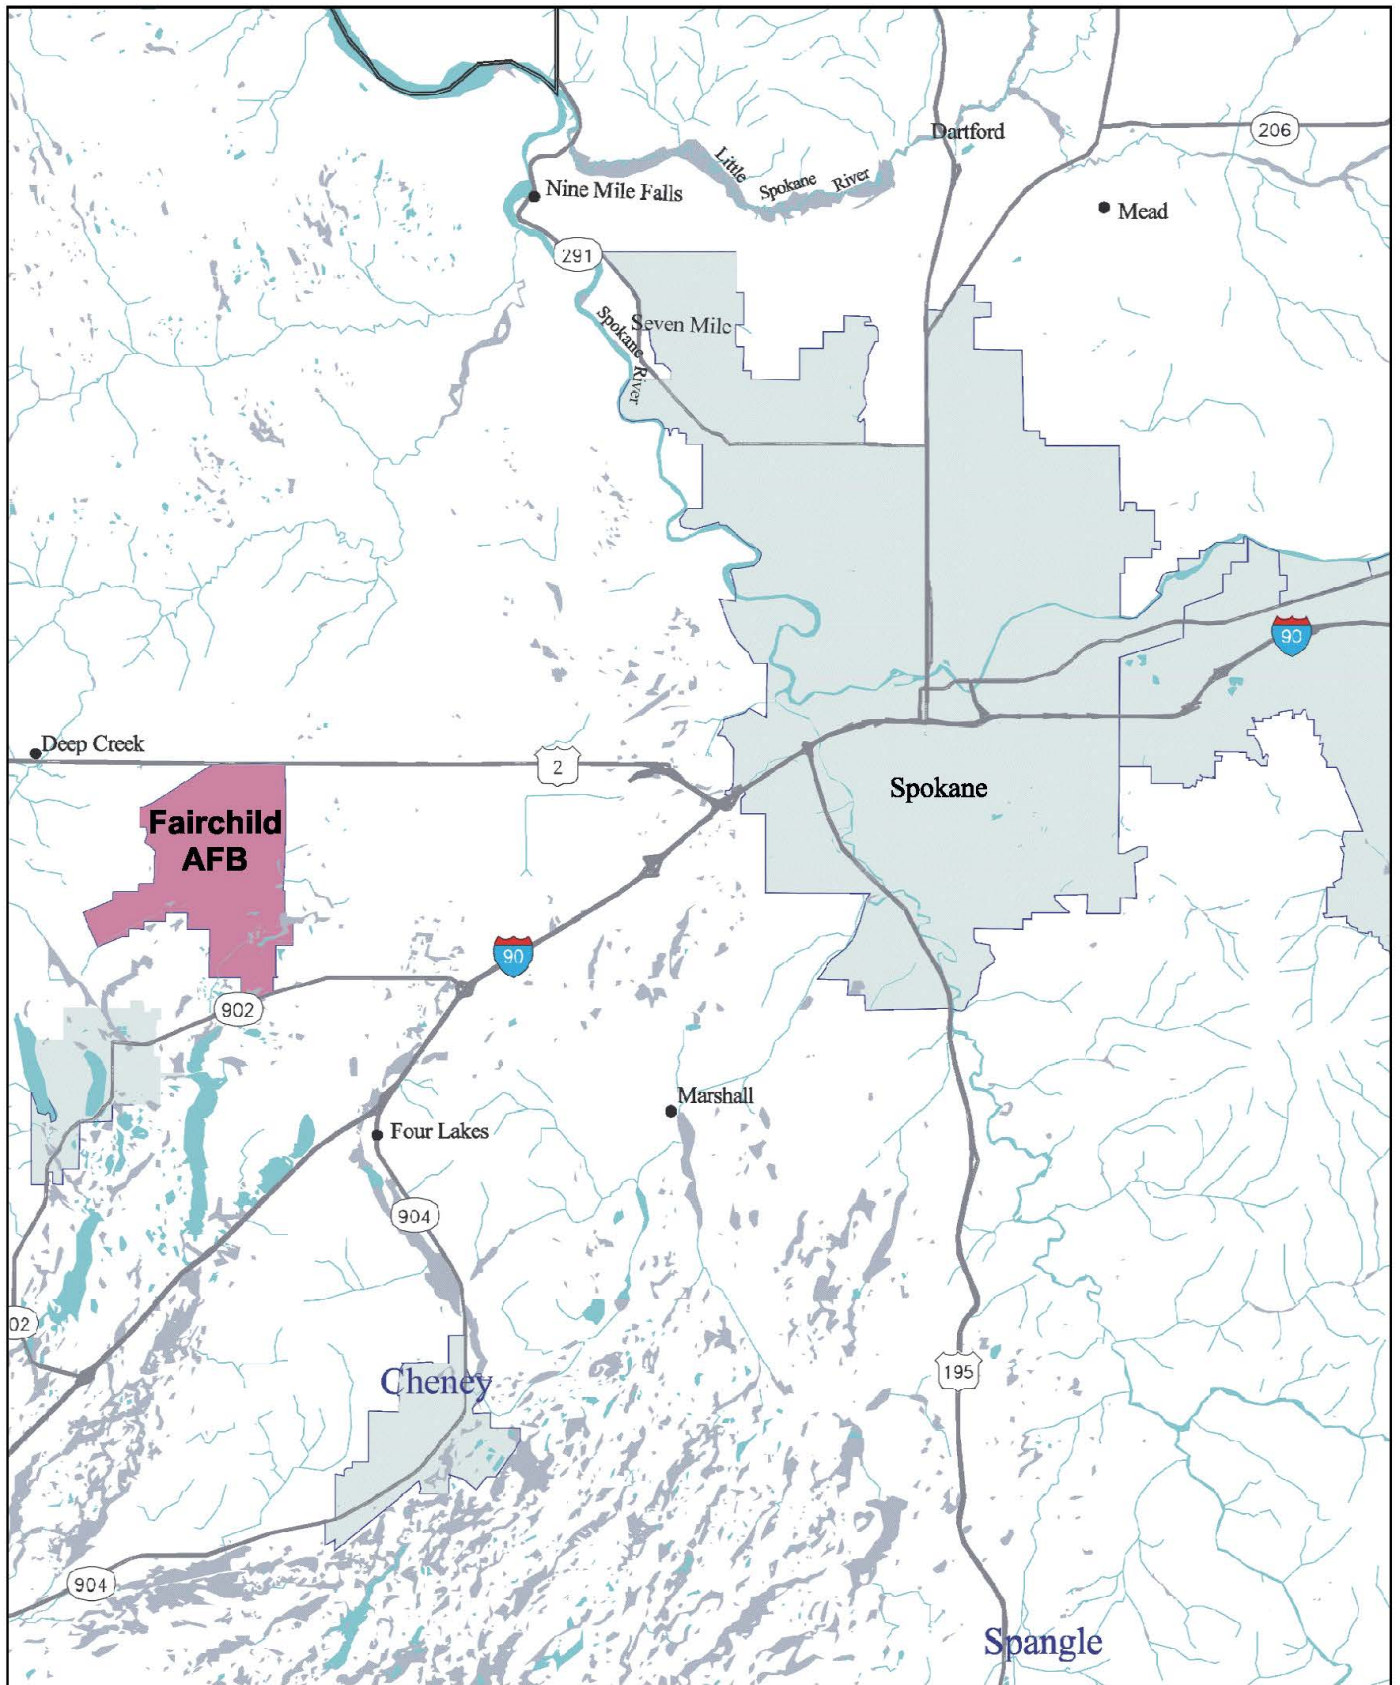 Dartford
206
Little
Spokane
River
Nine Mile Falls
Mead
291
Spokane
River
Seven Mile
90
Deep Creek
2
Spokane
Fairchild
AFB
90
902
Marshall
Four Lakes
904
02
195
Cheney
904
Spangle